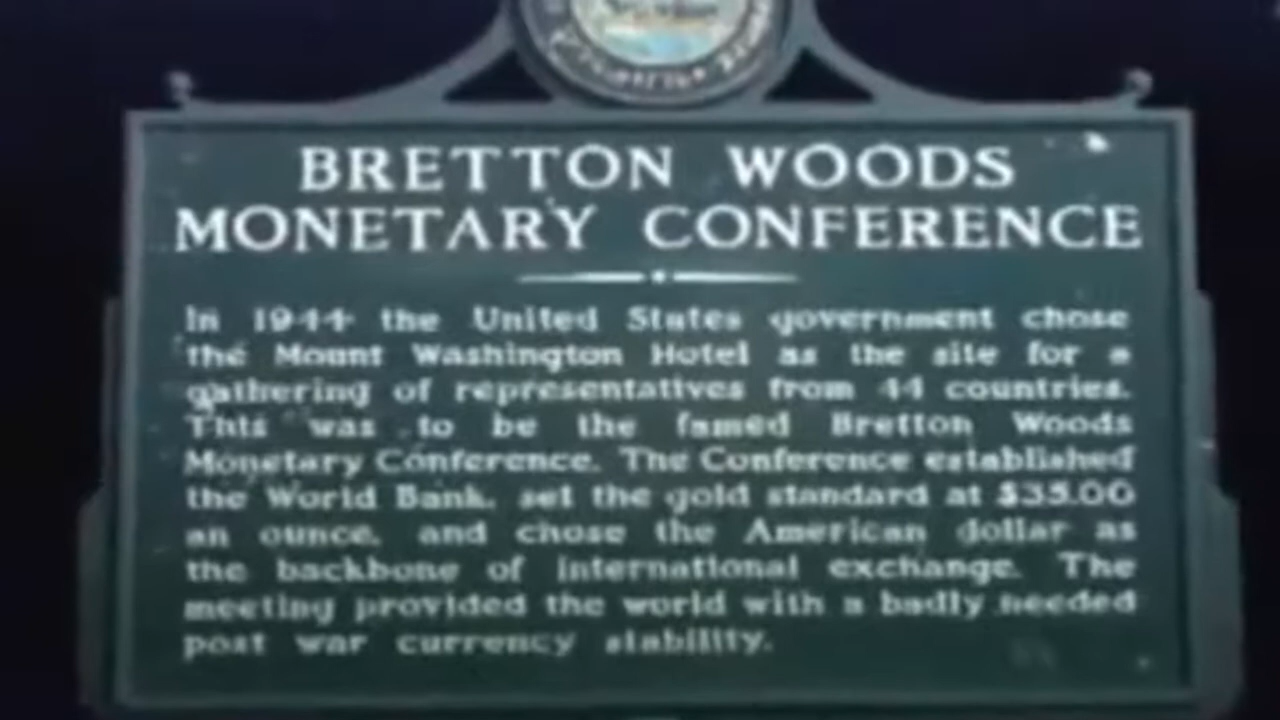 BRETTON WOODS
MONETARY CONFERENCE
In 1944 the United States government chose
the Mount Washington Hotel as the site for a
gathering of representatives from 44 countries.
This was to be the famed Bretton Woods
Monetary Conference. The Conference established
the World Bank, set the gold standard at $35.00
an ounce, and chose the American dollar as
the backbone of international exchange. The
meeting provided the world with a badly needed
post war currency stability.